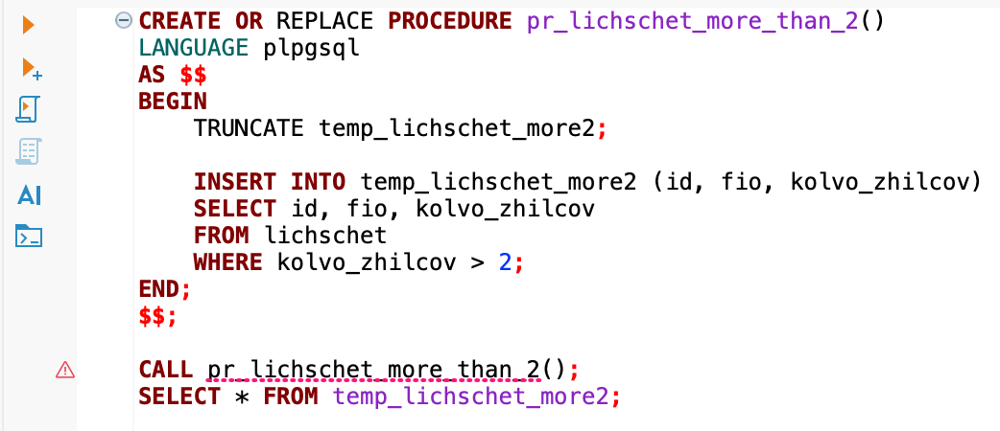 CREATE OR REPLACE PROCEDURE pr_lichschet_more_than_2()
LANGUAGE plpgsql
AS $$
BEGIN
    TRUNCATE temp_lichschet_more2;

    INSERT INTO temp_lichschet_more2 (id, fio, kolvo_zhilcov)
    SELECT id, fio, kolvo_zhilcov
    FROM lichschet
    WHERE kolvo_zhilcov > 2;
END;
$$;

CALL pr_lichschet_more_than_2();
SELECT * FROM temp_lichschet_more2;
AI